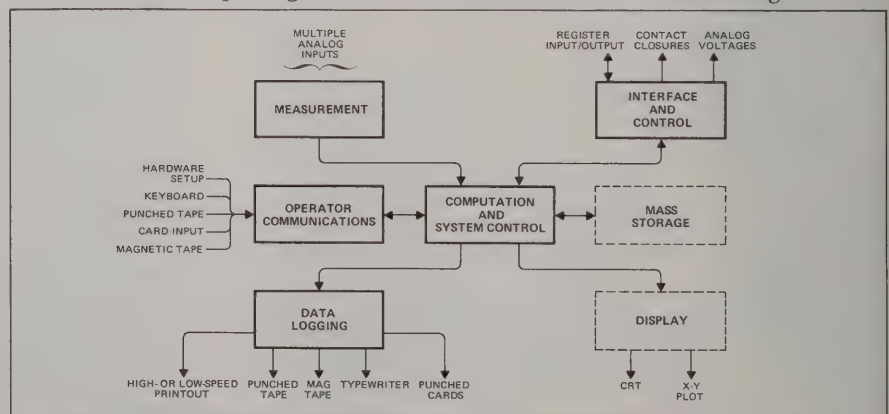 MULTIPLE
ANALOG
INPUTS
REGISTER
INPUT/OUTPUT
CONTACT
CLOSURES
ANALOG
VOLTAGES
MEASUREMENT
INTERFACE
AND
CONTROL
HARDWARE
SETUP
KEYBOARD
PUNCHED TAPE
CARD INPUT
MAGNETIC TAPE
OPERATOR
COMMUNICATIONS
COMPUTATION
AND
SYSTEM CONTROL
MASS
STORAGE
DATA
LOGGING
DISPLAY
HIGH- OR LOW-SPEED
PRINTOUT
PUNCHED
TAPE
MAG
TAPE
TYPEWRITER
PUNCHED
CARDS
CRT
X-Y
PLOT